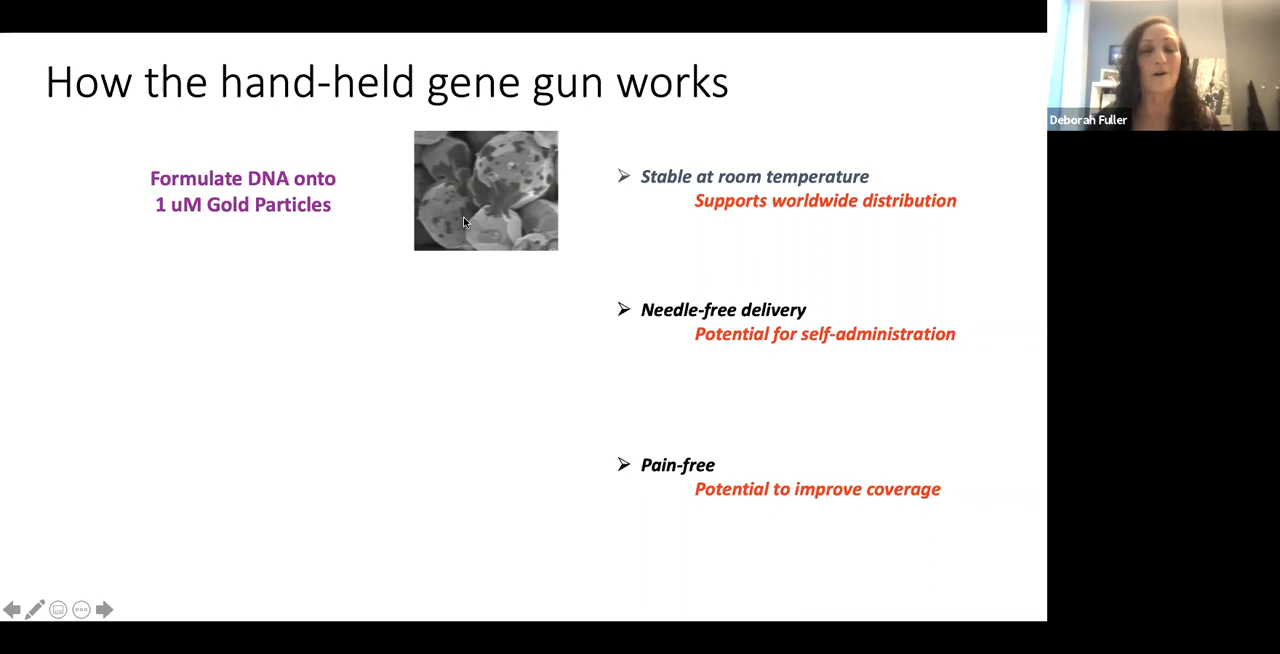 How the hand-held gene gun works
Deborah Fuller
Formulate DNA onto
1 uM Gold Particles
➢ Stable at room temperature
Supports worldwide distribution
➢ Needle-free delivery
Potential for self-administration
➢ Pain-free
Potential to improve coverage